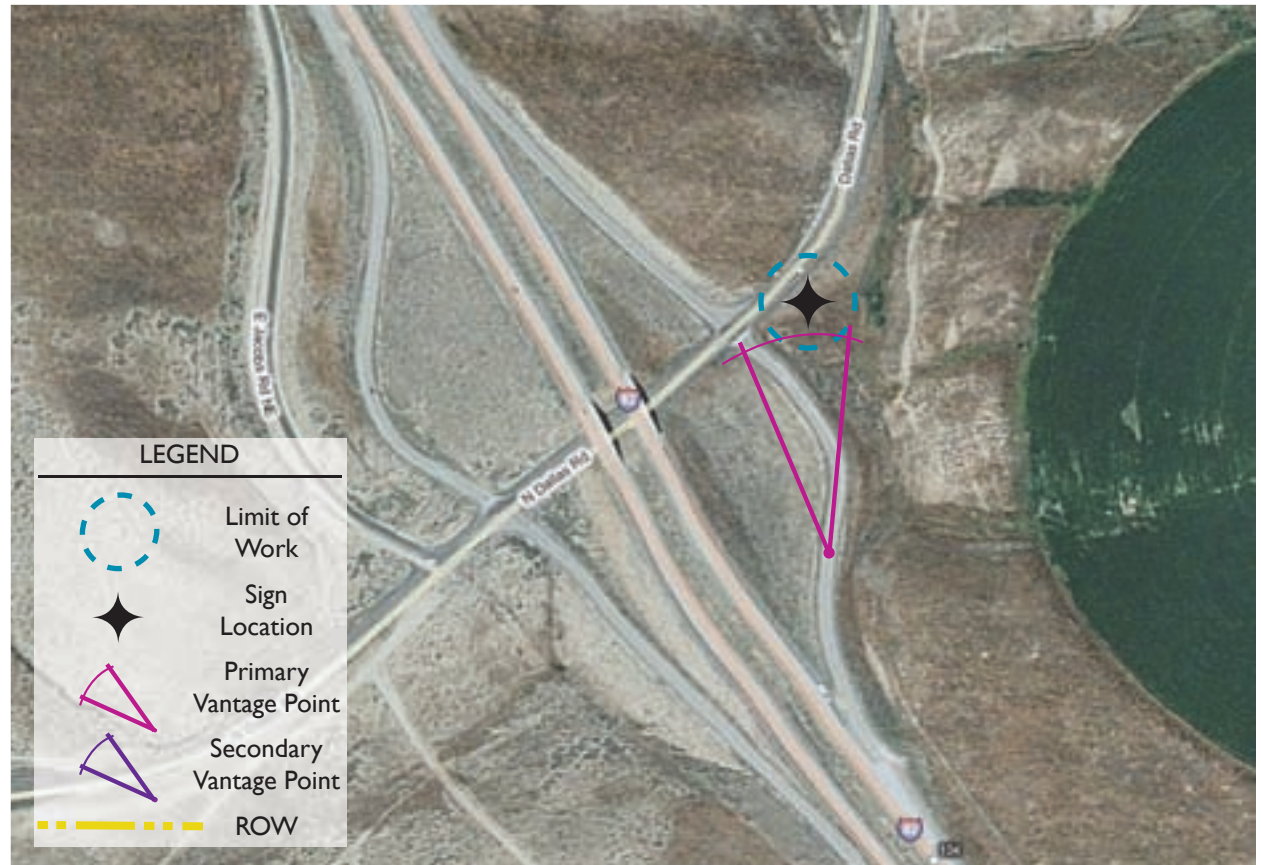 Dallas Rd
E Jacobs Rd NE
N Dallas Rd
LEGEND
Limit of
Work
Sign
Location
Primary
Vantage Point
Secondary
Vantage Point
ROW